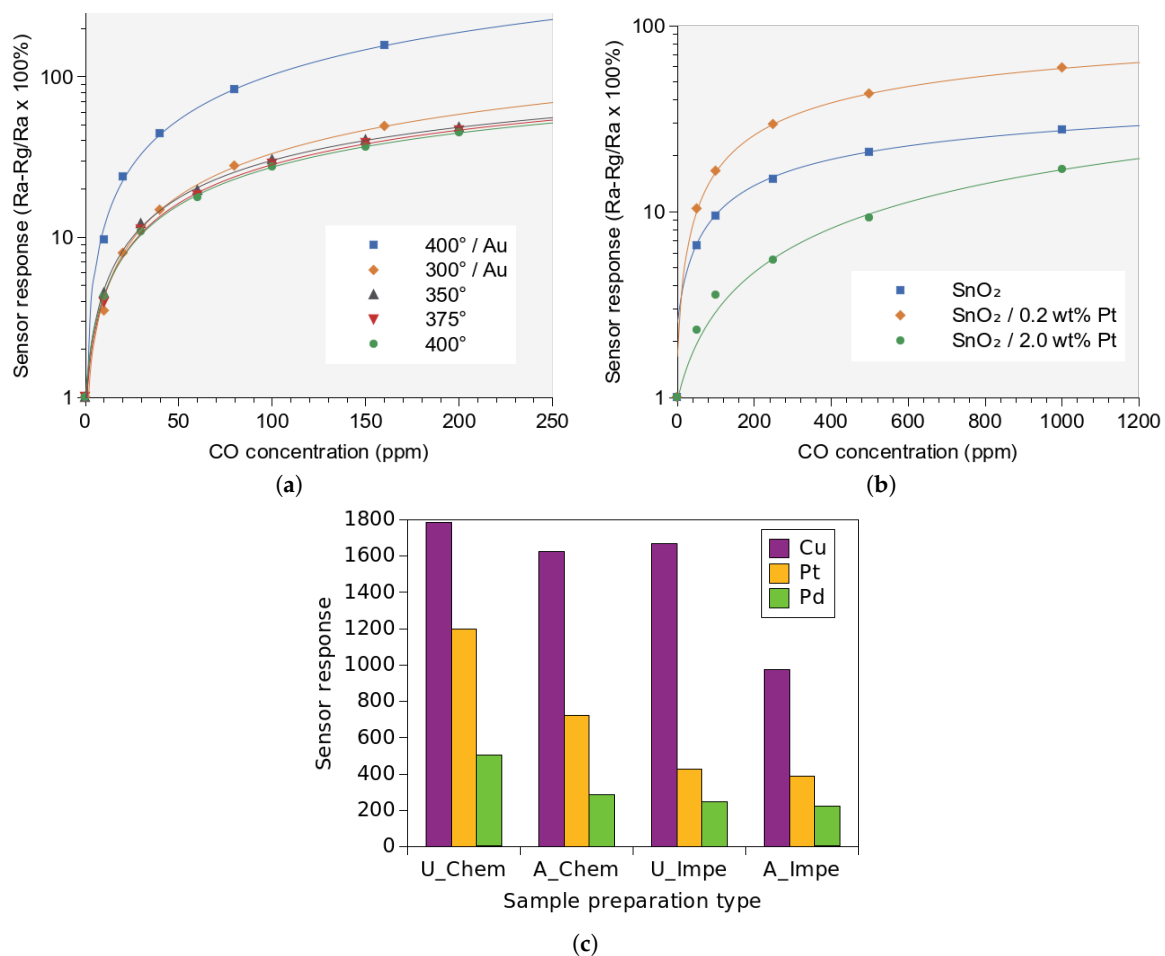 Sensor response (Ra-Rg/Ra x 100%)
100
10
1
400° / Au
300° / Au
350°
375°
400°
0 50 100 150 200 250
CO concentration (ppm)
(a)
Sensor response (Ra-Rg/Ra x 100%)
100
10
1
SnO₂
SnO₂ / 0.2 wt% Pt
SnO₂ / 2.0 wt% Pt
0 200 400 600 800 1000 1200
CO concentration (ppm)
(b)
Sensor response
1800
1600
1400
1200
1000
800
600
400
200
0
Cu
Pt
Pd
U_Chem A_Chem U_Impe A_Impe
Sample preparation type
(c)